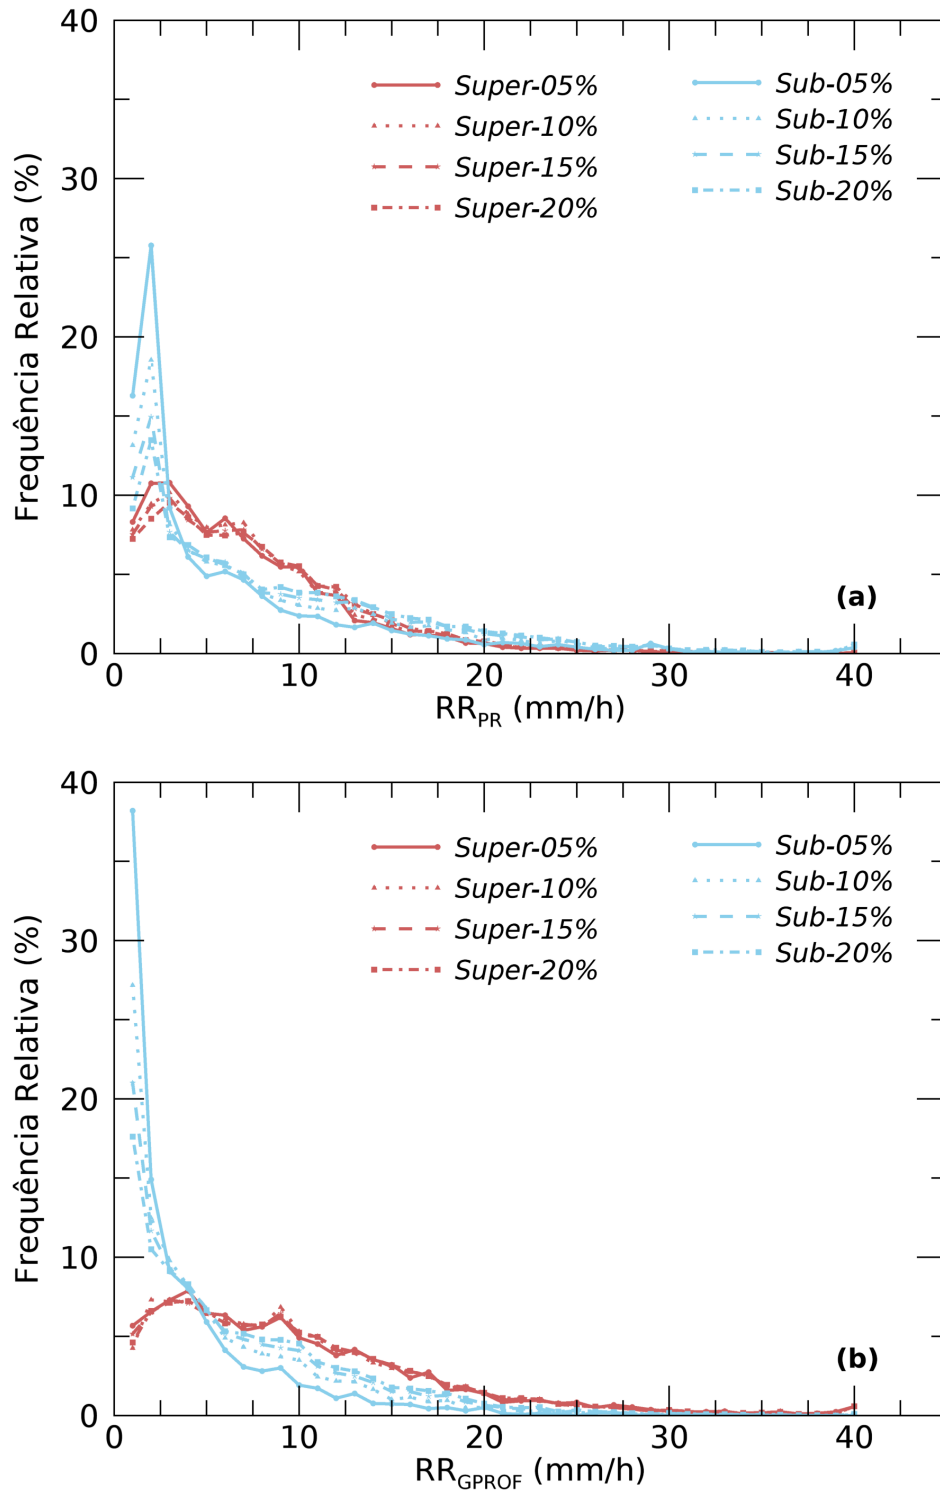 40
30
20
10
0
Frequência Relativa (%)
Super-05%
Super-10%
Super-15%
Super-20%
Sub-05%
Sub-10%
Sub-15%
Sub-20%
(a)
0 10 20 30 40
RR_PR (mm/h)
40
30
20
10
0
Frequência Relativa (%)
Super-05%
Super-10%
Super-15%
Super-20%
Sub-05%
Sub-10%
Sub-15%
Sub-20%
(b)
0 10 20 30 40
RR_GPROF (mm/h)